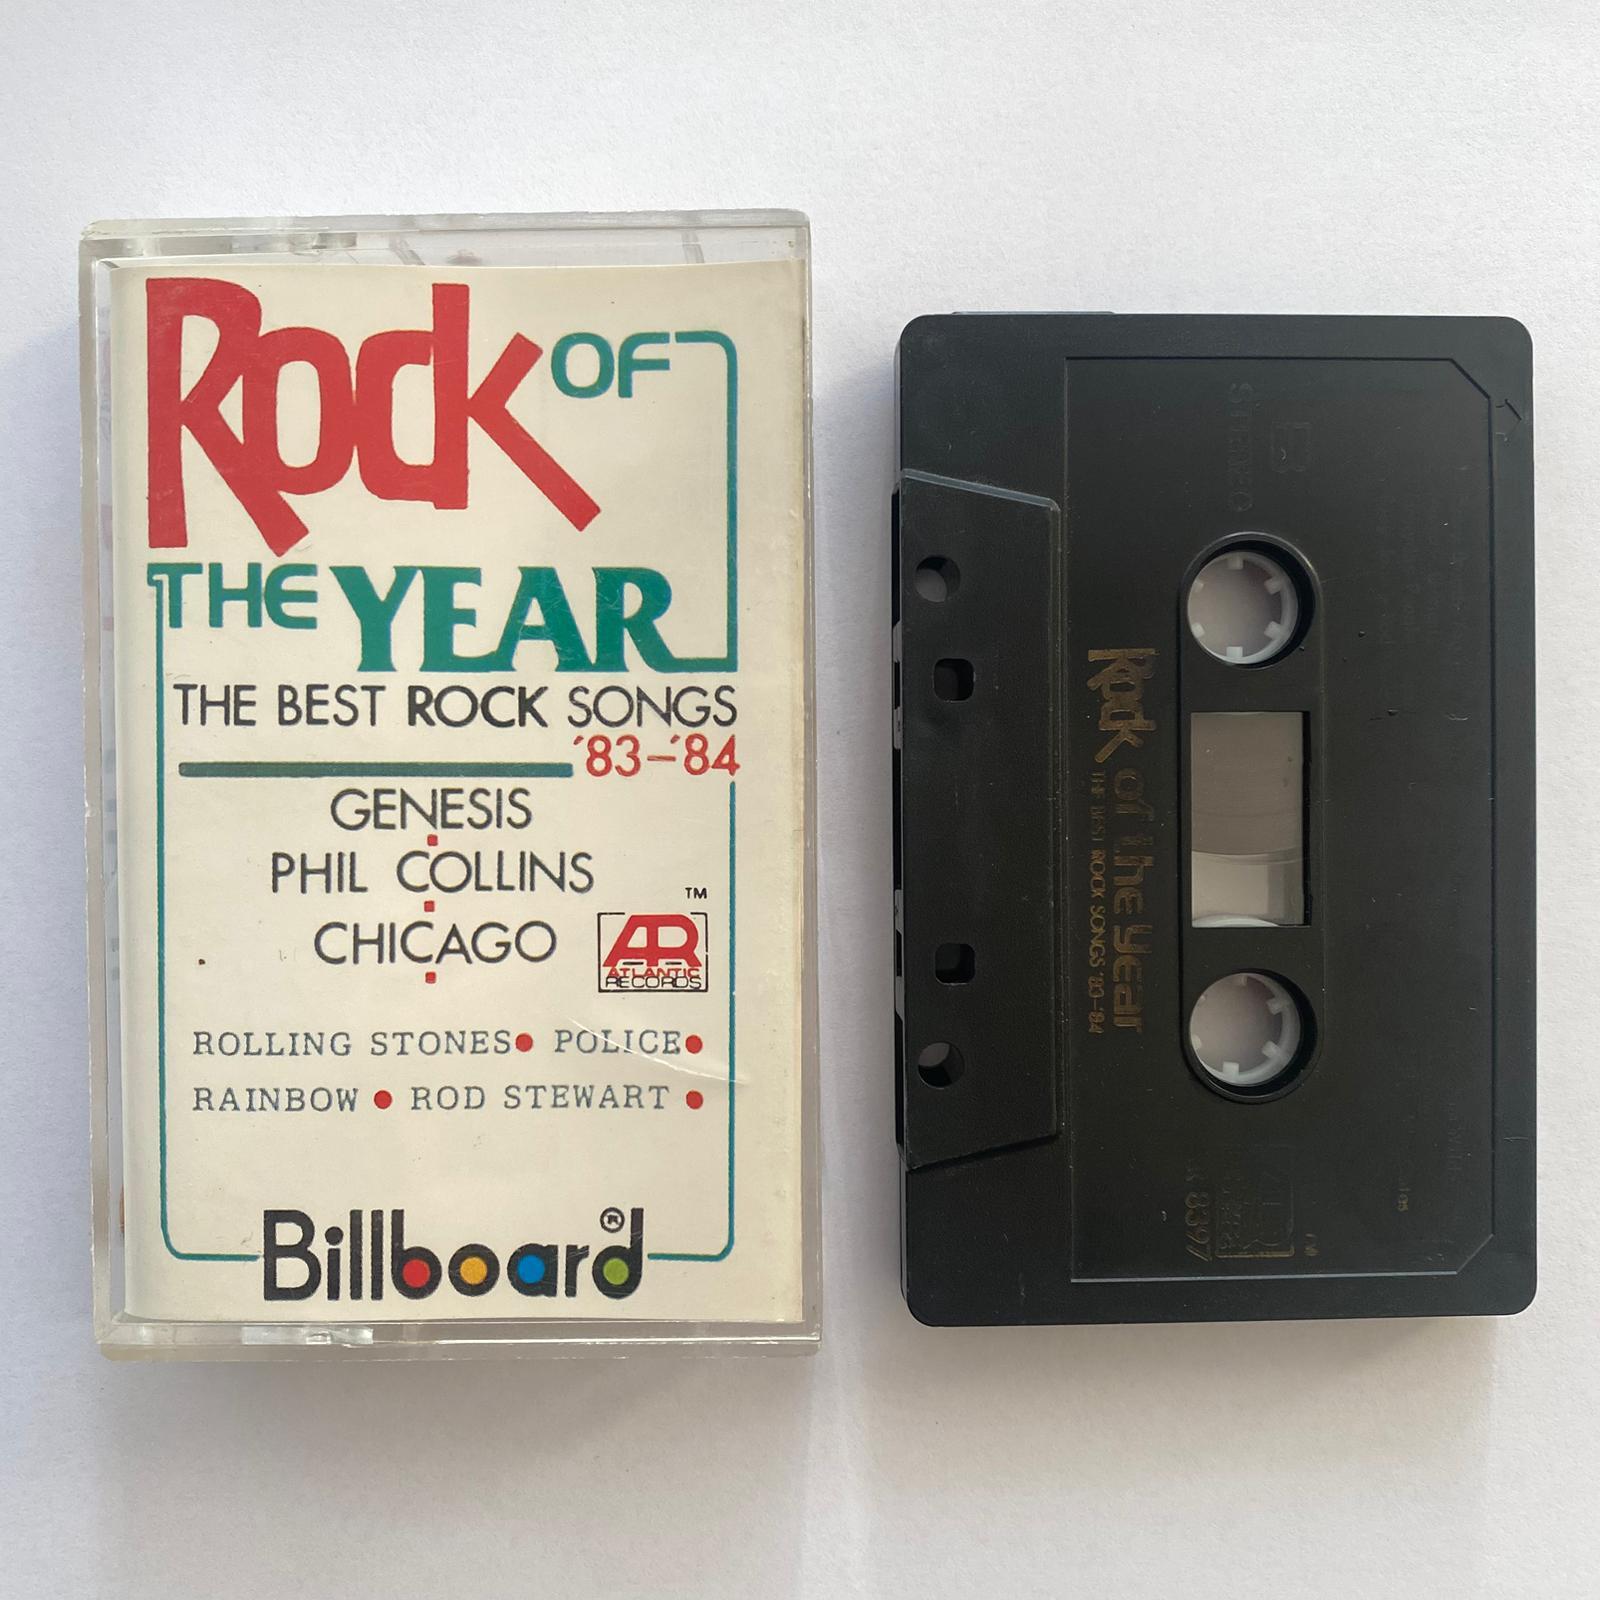 Rock OF
THE YEAR
THE BEST ROCK SONGS
'83-'84
GENESIS
PHIL COLLINS
CHICAGO
TM
AR
ATLANTIC
RECORDS
ROLLING STONES• POLICE•
RAINBOW • ROD STEWART •
Billboard®
B
STEREO
Rock of the year
THE BEST ROCK SONGS '83-'84
8397